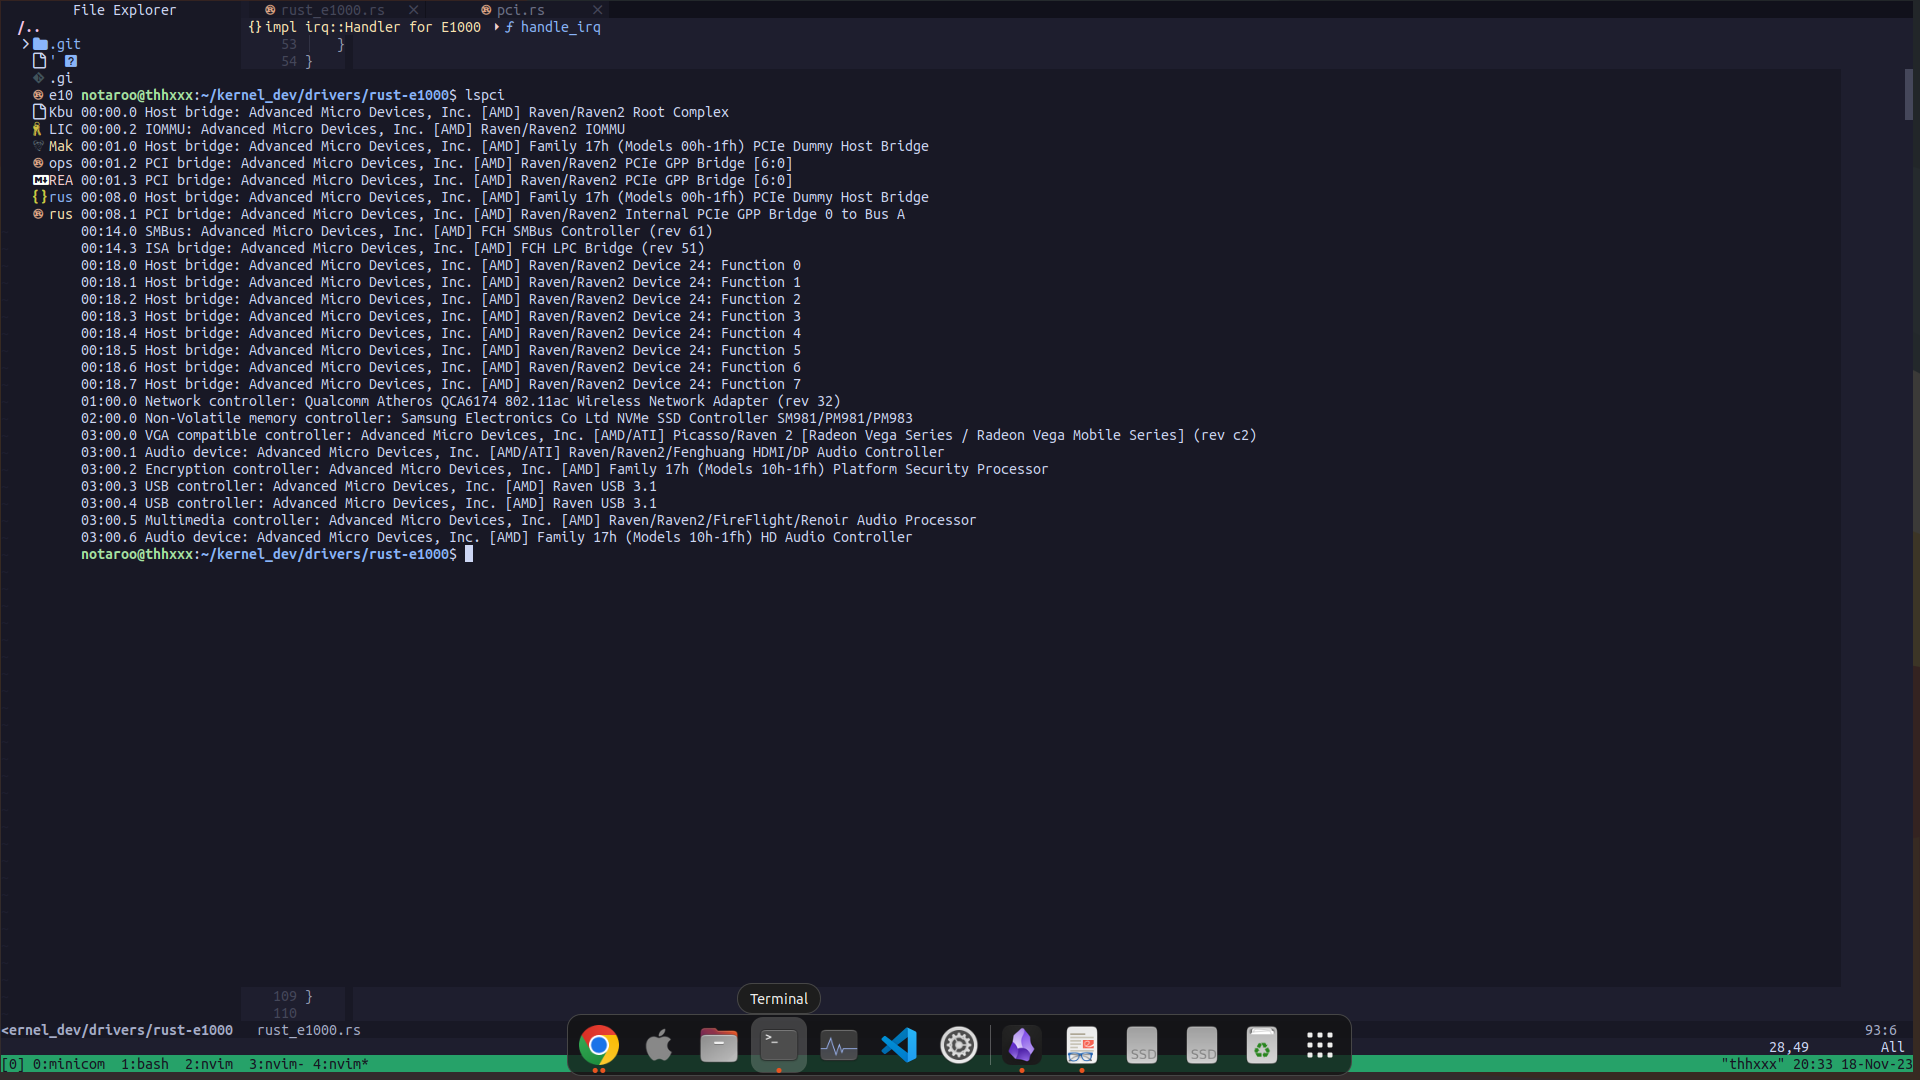 File Explorer
rust_e1000.rs
pci.rs
/..
{} impl irq::Handler for E1000 ƒ handle_irq
.git
53 }
' ?
54 }
.gi
e10 notaroo@thhxxx:~/kernel_dev/drivers/rust-e1000$ lspci
Kbu 00:00.0 Host bridge: Advanced Micro Devices, Inc. [AMD] Raven/Raven2 Root Complex
LIC 00:00.2 IOMMU: Advanced Micro Devices, Inc. [AMD] Raven/Raven2 IOMMU
Mak 00:01.0 Host bridge: Advanced Micro Devices, Inc. [AMD] Family 17h (Models 00h-1fh) PCIe Dummy Host Bridge
ops 00:01.2 PCI bridge: Advanced Micro Devices, Inc. [AMD] Raven/Raven2 PCIe GPP Bridge [6:0]
REA 00:01.3 PCI bridge: Advanced Micro Devices, Inc. [AMD] Raven/Raven2 PCIe GPP Bridge [6:0]
{} rus 00:08.0 Host bridge: Advanced Micro Devices, Inc. [AMD] Family 17h (Models 00h-1fh) PCIe Dummy Host Bridge
rus 00:08.1 PCI bridge: Advanced Micro Devices, Inc. [AMD] Raven/Raven2 Internal PCIe GPP Bridge 0 to Bus A
00:14.0 SMBus: Advanced Micro Devices, Inc. [AMD] FCH SMBus Controller (rev 61)
00:14.3 ISA bridge: Advanced Micro Devices, Inc. [AMD] FCH LPC Bridge (rev 51)
00:18.0 Host bridge: Advanced Micro Devices, Inc. [AMD] Raven/Raven2 Device 24: Function 0
00:18.1 Host bridge: Advanced Micro Devices, Inc. [AMD] Raven/Raven2 Device 24: Function 1
00:18.2 Host bridge: Advanced Micro Devices, Inc. [AMD] Raven/Raven2 Device 24: Function 2
00:18.3 Host bridge: Advanced Micro Devices, Inc. [AMD] Raven/Raven2 Device 24: Function 3
00:18.4 Host bridge: Advanced Micro Devices, Inc. [AMD] Raven/Raven2 Device 24: Function 4
00:18.5 Host bridge: Advanced Micro Devices, Inc. [AMD] Raven/Raven2 Device 24: Function 5
00:18.6 Host bridge: Advanced Micro Devices, Inc. [AMD] Raven/Raven2 Device 24: Function 6
00:18.7 Host bridge: Advanced Micro Devices, Inc. [AMD] Raven/Raven2 Device 24: Function 7
01:00.0 Network controller: Qualcomm Atheros QCA6174 802.11ac Wireless Network Adapter (rev 32)
02:00.0 Non-Volatile memory controller: Samsung Electronics Co Ltd NVMe SSD Controller SM981/PM981/PM983
03:00.0 VGA compatible controller: Advanced Micro Devices, Inc. [AMD/ATI] Picasso/Raven 2 [Radeon Vega Series / Radeon Vega Mobile Series] (rev c2)
03:00.1 Audio device: Advanced Micro Devices, Inc. [AMD/ATI] Raven/Raven2/Fenghuang HDMI/DP Audio Controller
03:00.2 Encryption controller: Advanced Micro Devices, Inc. [AMD] Family 17h (Models 10h-1fh) Platform Security Processor
03:00.3 USB controller: Advanced Micro Devices, Inc. [AMD] Raven USB 3.1
03:00.4 USB controller: Advanced Micro Devices, Inc. [AMD] Raven USB 3.1
03:00.5 Multimedia controller: Advanced Micro Devices, Inc. [AMD] Raven/Raven2/FireFlight/Renoir Audio Processor
03:00.6 Audio device: Advanced Micro Devices, Inc. [AMD] Family 17h (Models 10h-1fh) HD Audio Controller
notaroo@thhxxx:~/kernel_dev/drivers/rust-e1000$
109 }
110
Terminal
<ernel_dev/drivers/rust-e1000 rust_e1000.rs 93:6
SSD
SSD
28,49 All
[0] 0:minicom 1:bash 2:nvim 3:nvim- 4:nvim* "thhxxx" 20:33 18-Nov-23